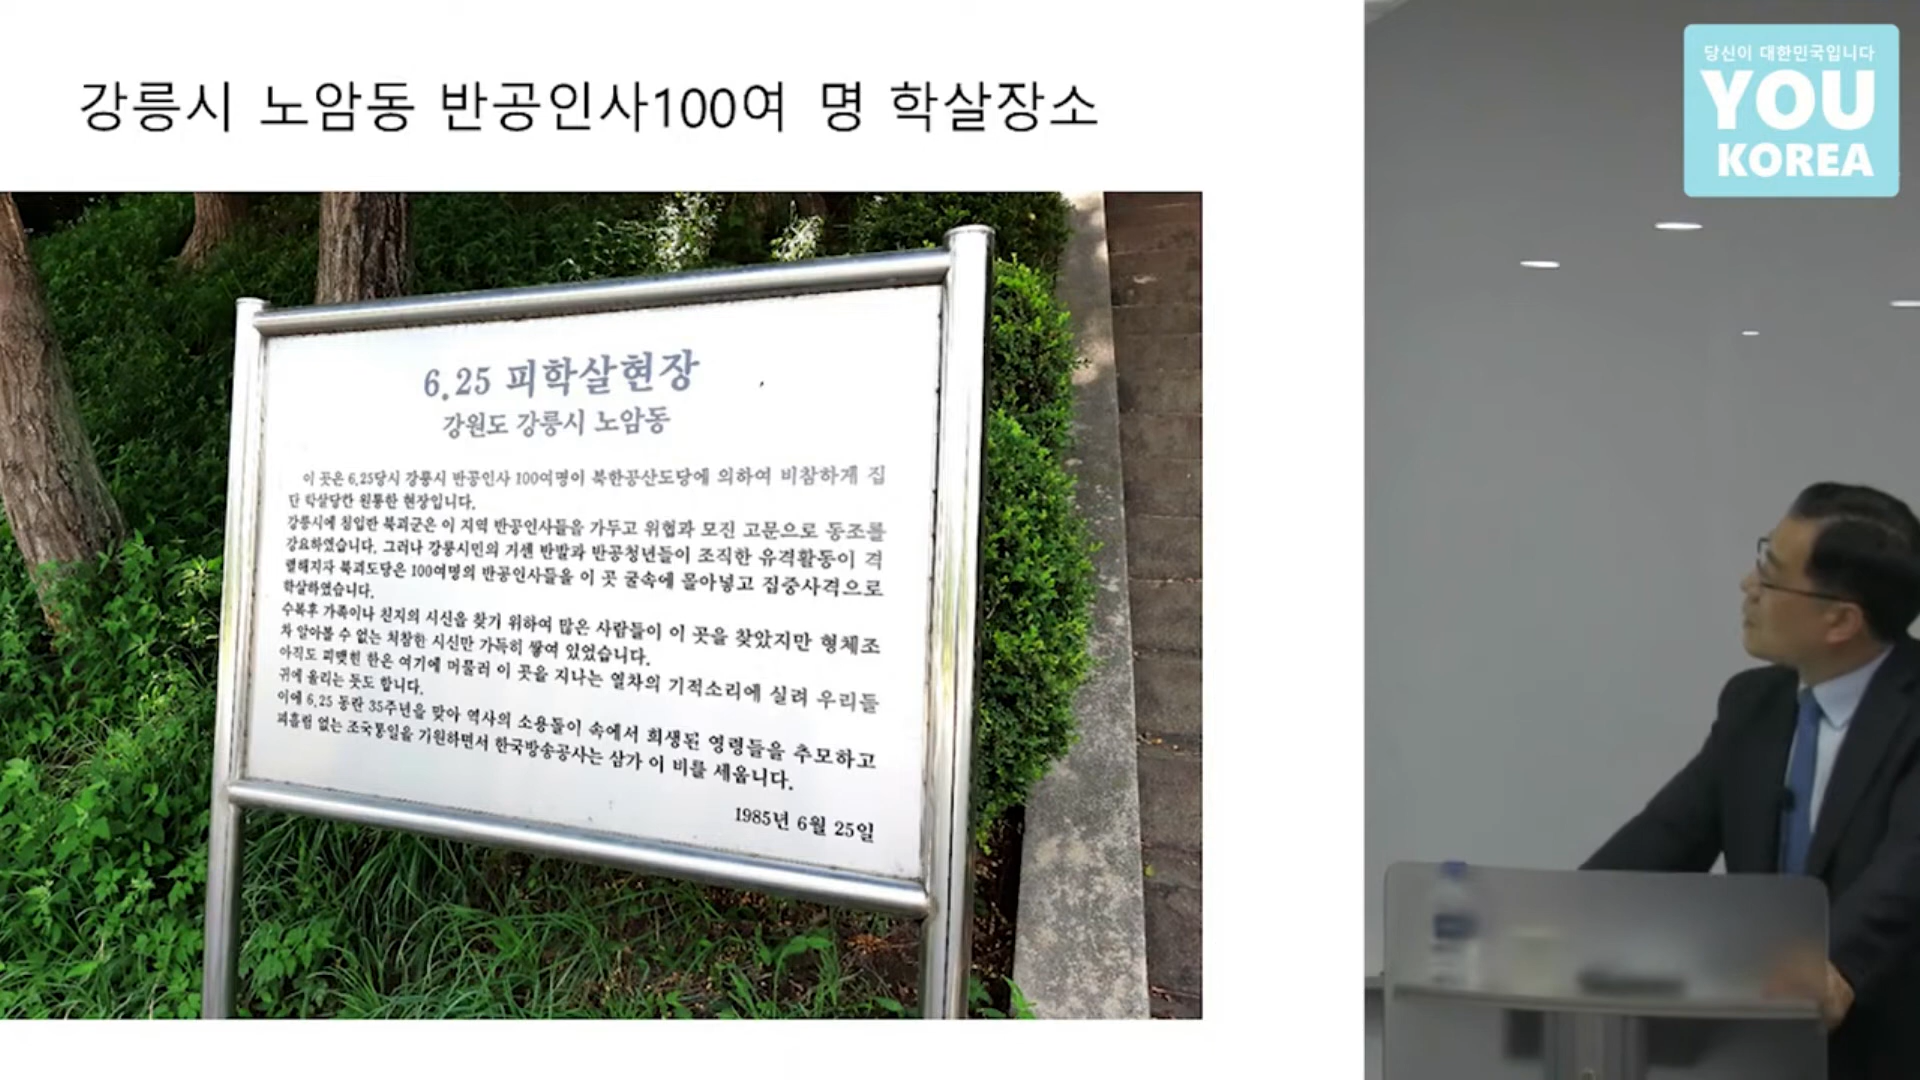 강릉시 노암동 반공인사100여 명 학살장소
당신이 대한민국입니다
YOU
KOREA
6.25 피학살현장
강원도 강릉시 노암동
이 곳은 6.25당시 강릉시 반공인사 100여명이 북한공산도당에 의하여 비참하게 집
단 학살당한 원통한 현장입니다.
강릉시에 침입한 북괴군은 이 지역 반공인사들을 가두고 위협과 모진 고문으로 동조를
강요하였습니다. 그러나 강릉시민의 거센 반발과 반공청년들이 조직한 유격활동이 격
렬해지자 북괴도당은 100여명의 반공인사들을 이 곳 굴속에 몰아넣고 집중사격으로
학살하였습니다.
수복후 가족이나 친지의 시신을 찾기 위하여 많은 사람들이 이 곳을 찾았지만 형체조
차 알아볼 수 없는 처참한 시신만 가득히 쌓여 있었습니다.
아직도 피맺힌 한은 여기에 머물러 이 곳을 지나는 열차의 기적소리에 실려 우리들
귀에 울리는 듯도 합니다.
이에 6.25 동란 35주년을 맞아 역사의 소용돌이 속에서 희생된 영령들을 추모하고
피흘림 없는 조국통일을 기원하면서 한국방송공사는 삼가 이 비를 세웁니다.
1985년 6월 25일